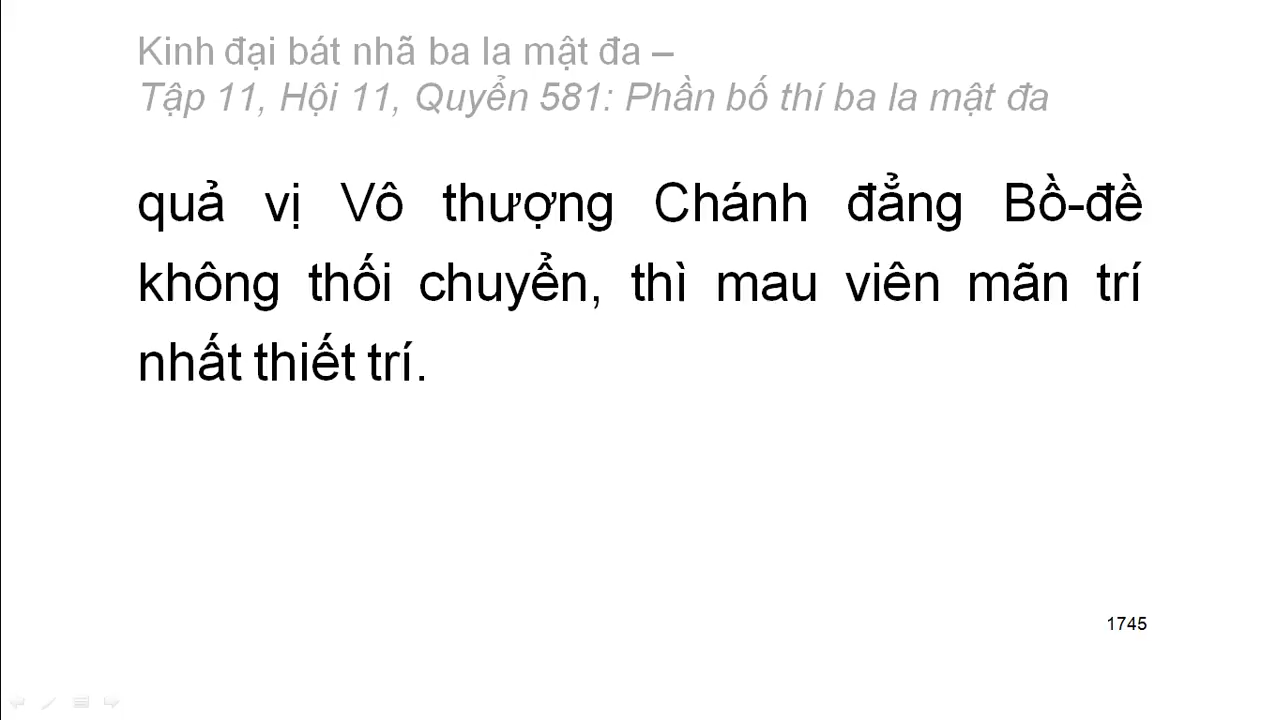 Kinh đại bát nhã ba la mật đa –
Tập 11, Hội 11, Quyển 581: Phần bố thí ba la mật đa
quả vị Vô thượng Chánh đẳng Bồ-đề
không thối chuyển, thì mau viên mãn trí
nhất thiết trí.
1745